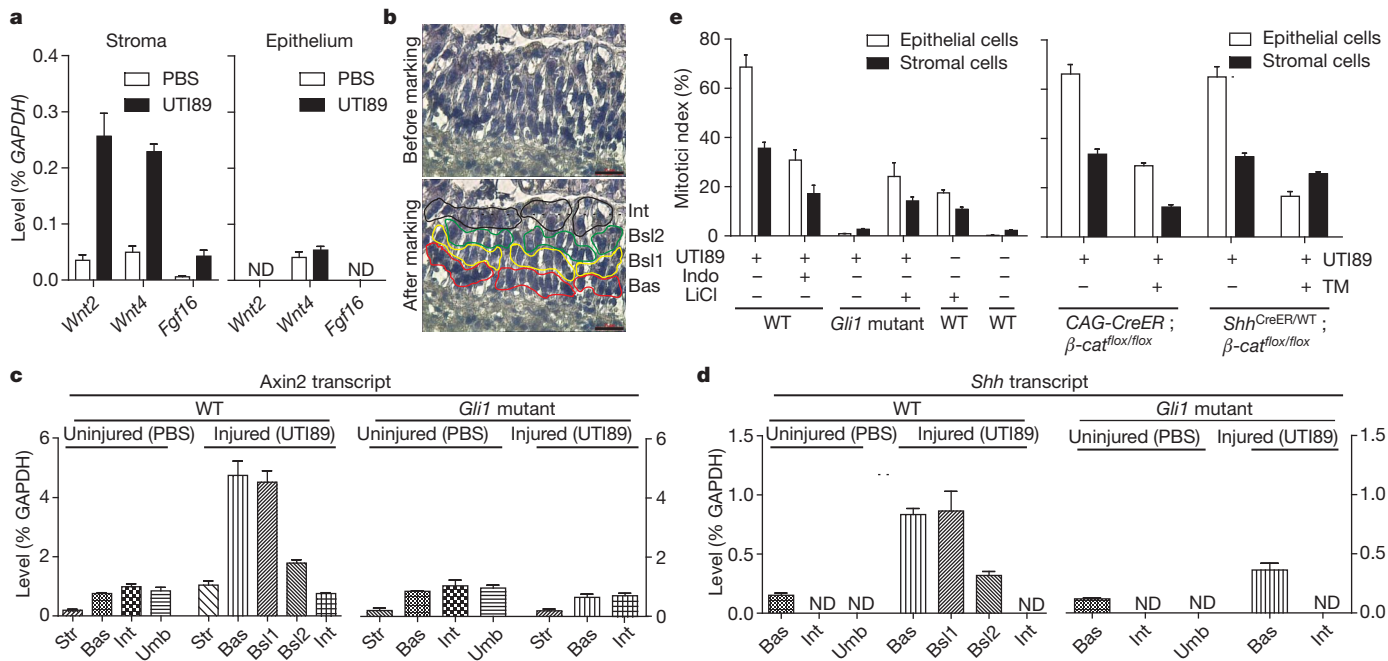 a
Stroma
Epithelium
PBS
UTI89
PBS
UTI89
Level (% GAPDH)
0.4
0.3
0.2
0.1
0.0
ND
ND
Wnt2
Wnt4
Fgf16
Wnt2
Wnt4
Fgf16
b
Before marking
After marking
Int
Bsl2
Bsl1
Bas
e
Epithelial cells
Stromal cells
Epithelial cells
Stromal cells
Mitotici ndex (%)
80
60
40
20
0
UTI89 + + + + − − + + + + UTI89
Indo − + − − − − − + − + TM
LiCl − − − + + −
WT Gli1 mutant WT WT
CAG-CreER ;
β-cat flox/flox
Shh CreER/WT ;
β-cat flox/flox
c
Axin2 transcript
WT
Gli1 mutant
Uninjured (PBS) Injured (UTI89) Uninjured (PBS) Injured (UTI89)
Level (% GAPDH)
6 6
4 4
2 2
0 0
Str Bas Int Umb Str Bas Bsl1 Bsl2 Int Str Bas Int Umb Str Bas Int
d
Shh transcript
WT
Gli1 mutant
Uninjured (PBS) Injured (UTI89) Uninjured (PBS) Injured (UTI89)
Level (% GAPDH)
1.5 1.5
1.0 1.0
0.5 0.5
0.0 0.0
ND ND ND ND ND ND
Bas Int Umb Bas Bsl1 Bsl2 Int Bas Int Umb Bas Int